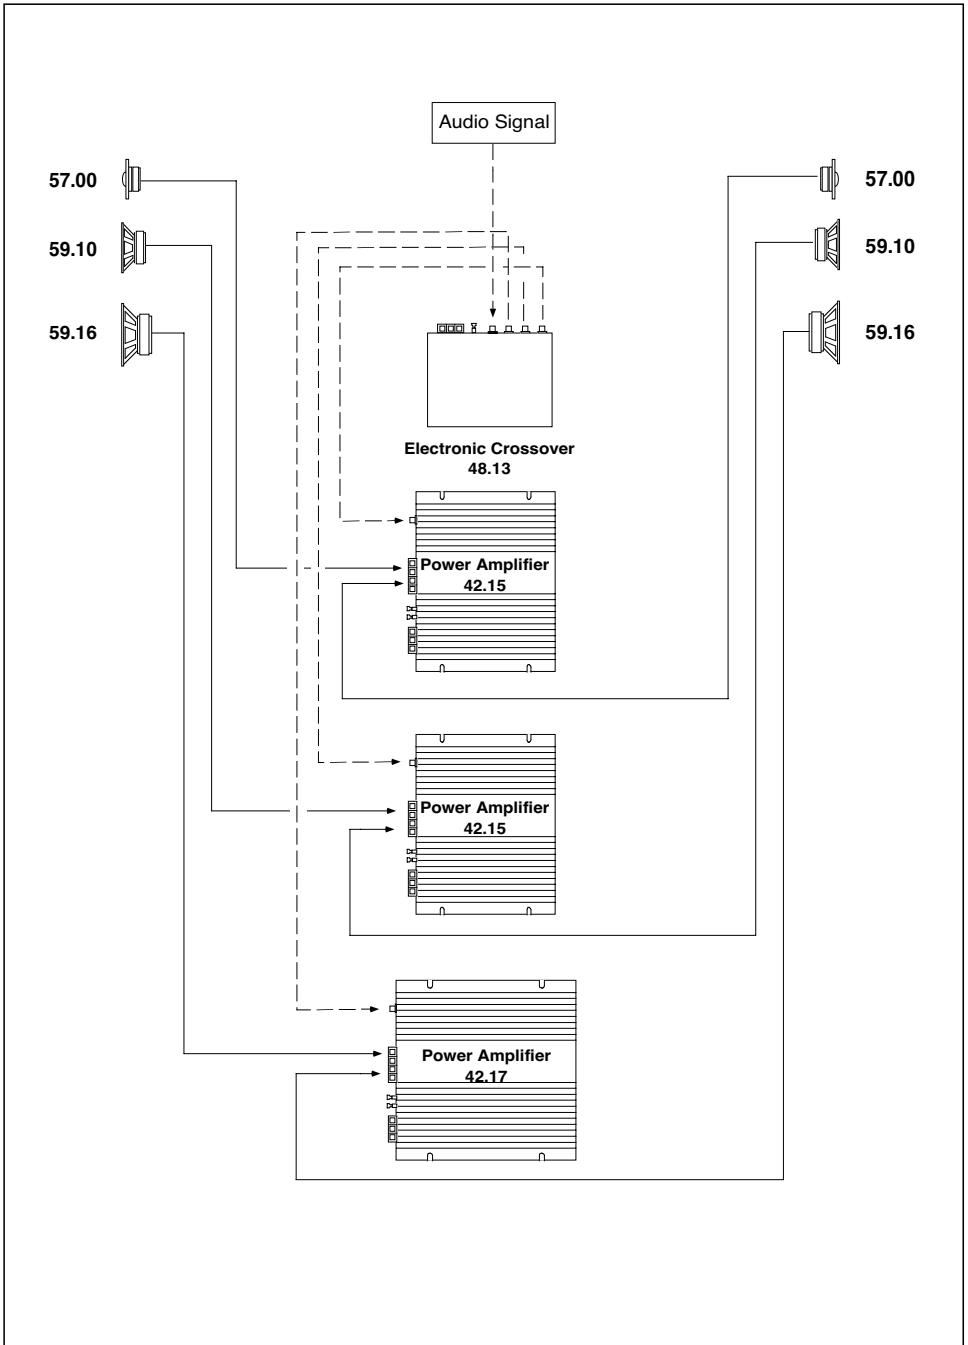 Audio Signal
57.00
57.00
59.10
59.10
59.16
59.16
Electronic Crossover
48.13
Power Amplifier
42.15
Power Amplifier
42.15
Power Amplifier
42.17